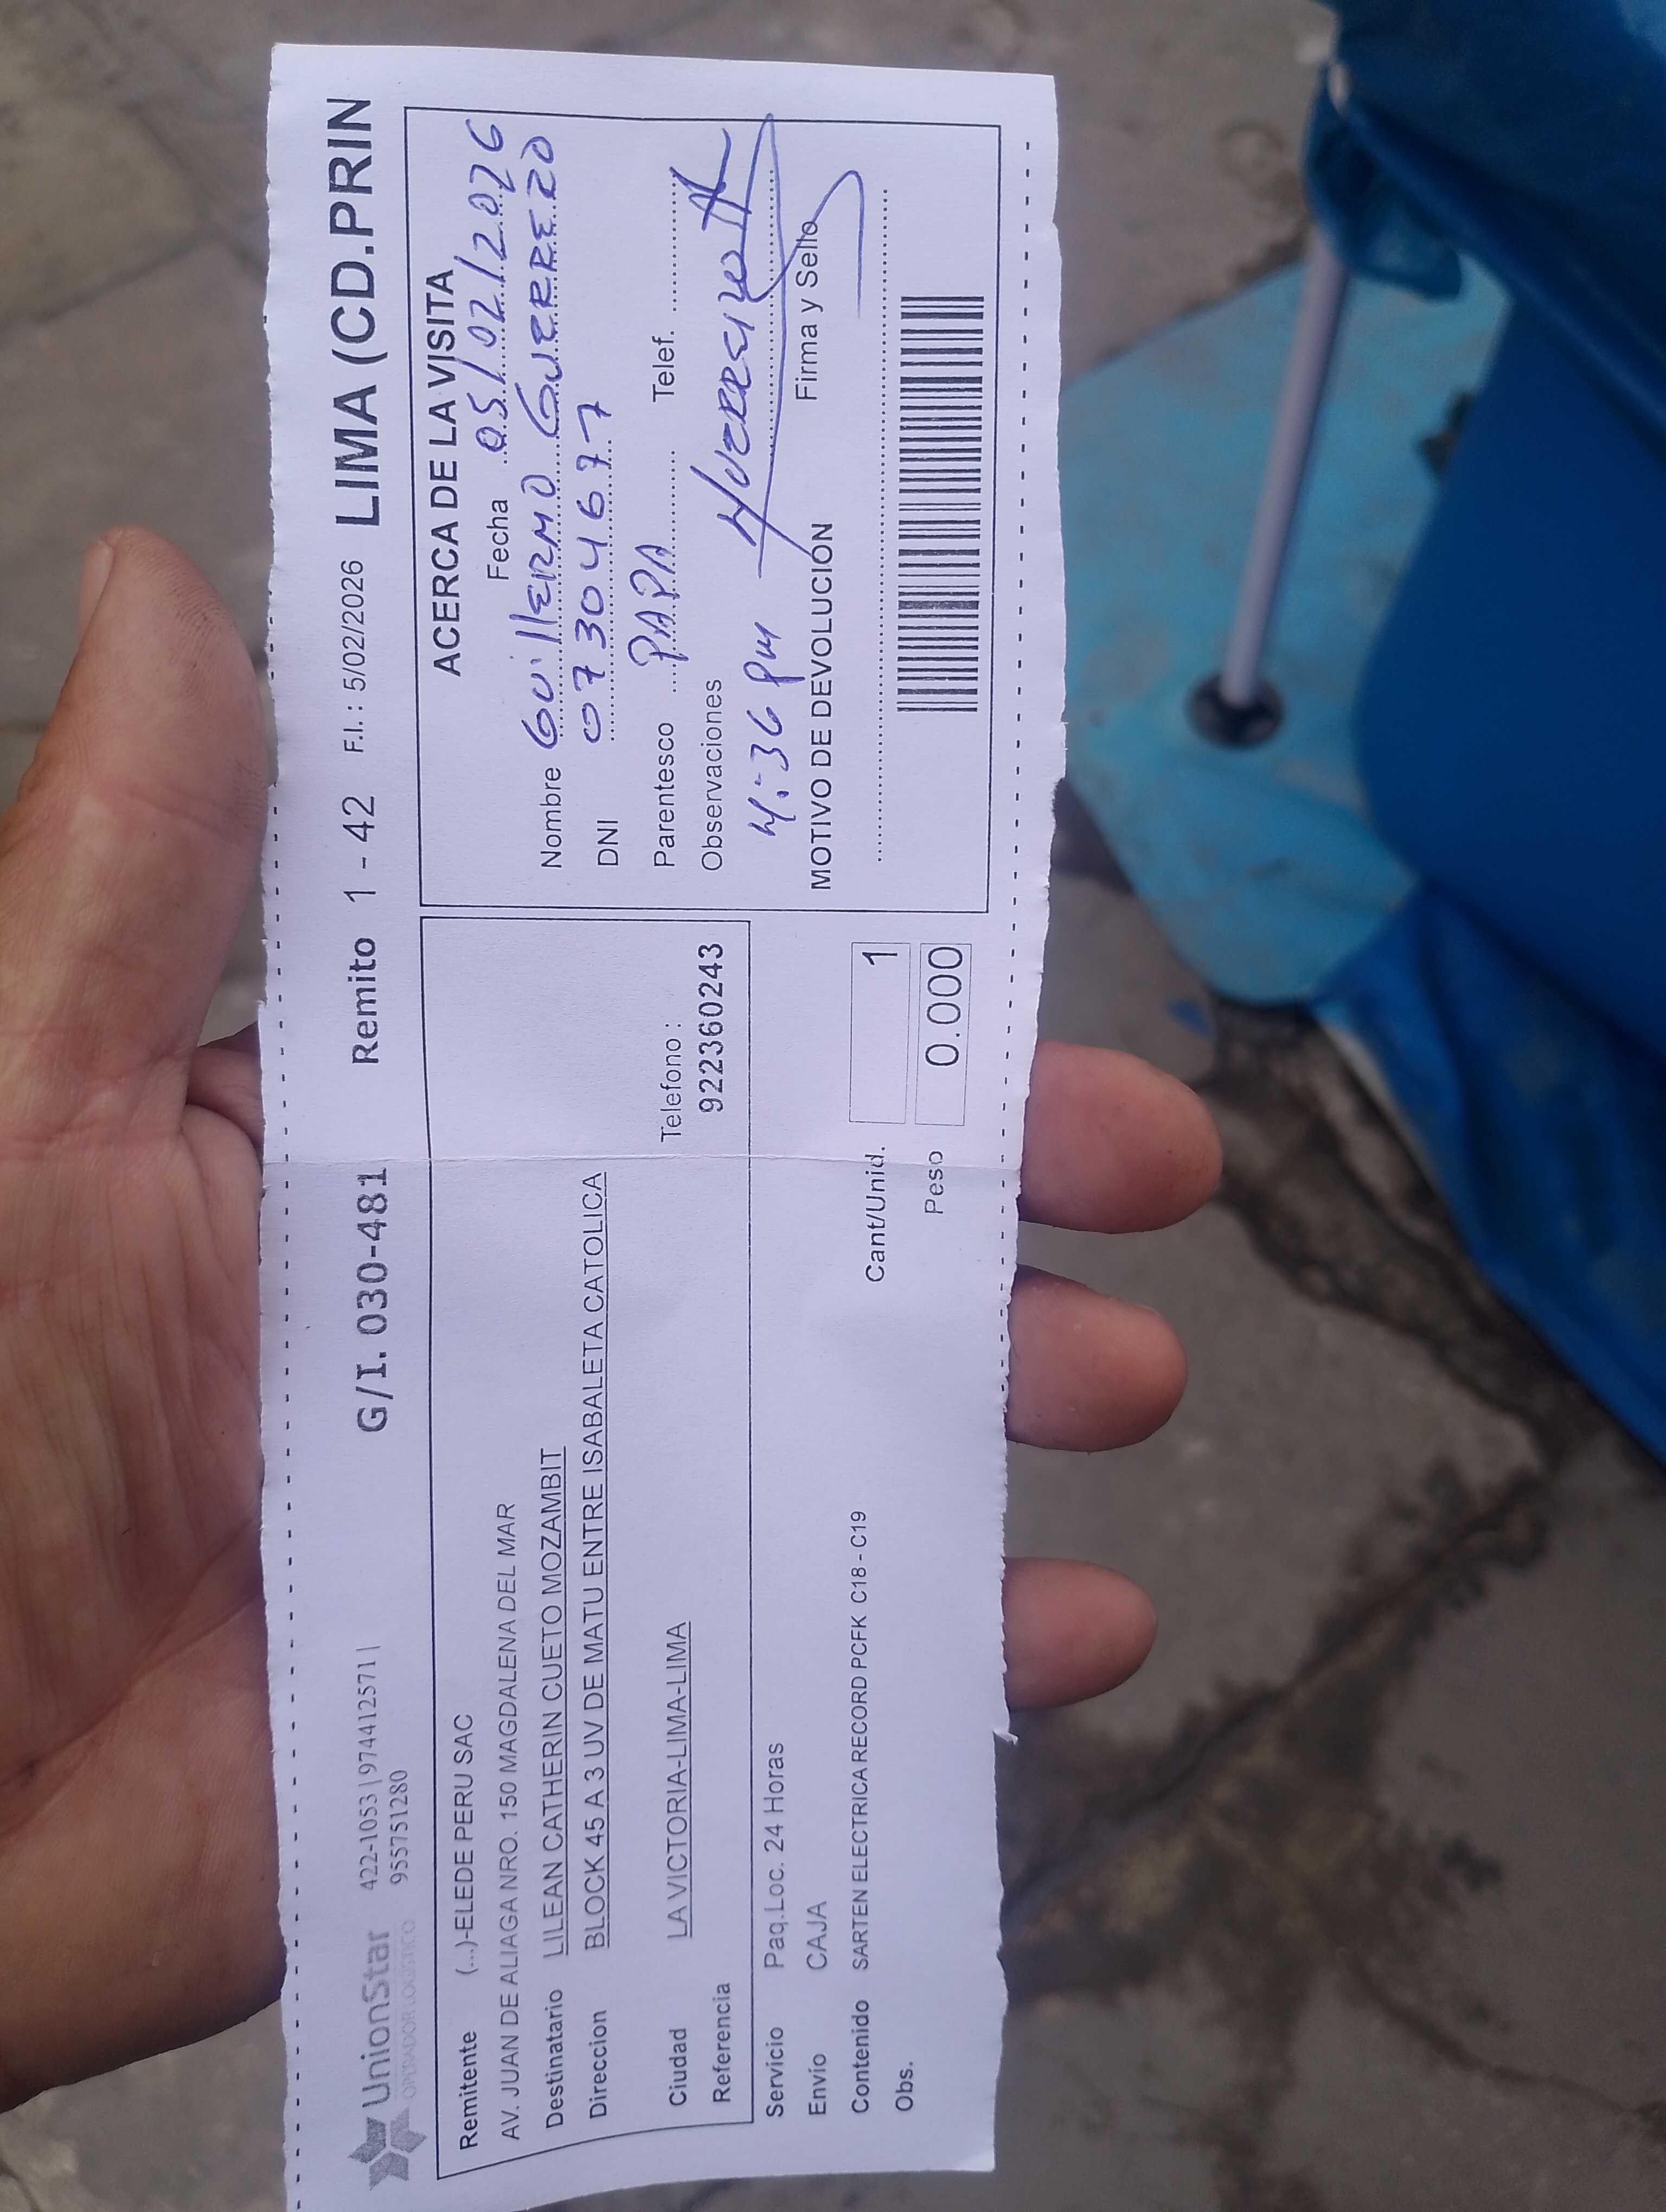 UnionStar
OPERADOR LOGISTICO
422-1053 | 974412571 |
955751280
G/I. 030-481
Remito 1 - 42
F.I. : 5/02/2026
LIMA (CD.PRIN
Remitente (...)-ELEDE PERU SAC
AV. JUAN DE ALIAGA NRO. 150 MAGDALENA DEL MAR
Destinatario LILEAN CATHERIN CUETO MOZAMBIT
Direccion BLOCK 45 A 3 UV DE MATU ENTRE ISABALETA CATOLICA
Telefono :
922360243
Ciudad LA VICTORIA-LIMA-LIMA
Referencia
Servicio Paq.Loc. 24 Horas
Envío CAJA
Contenido SARTEN ELECTRICA RECORD PCFK C18 - C19
Obs.
Cant/Unid. 1
Peso 0.000
ACERCA DE LA VISITA
Fecha 05/02/2026
Nombre Guillermo Guerrero
DNI 07304677
Parentesco PAPA Telef.
Observaciones
4:36 pm
Firma y Sello
MOTIVO DE DEVOLUCIÓN